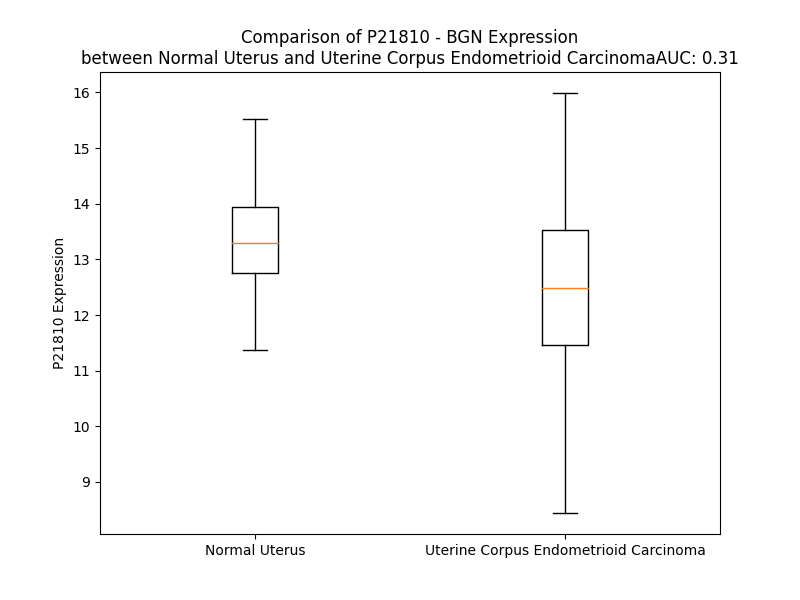 Comparison of P21810 - BGN Expression
between Normal Uterus and Uterine Corpus Endometrioid CarcinomaAUC: 0.31
16
15
14
13
12
11
10
9
P21810 Expression
Normal Uterus
Uterine Corpus Endometrioid Carcinoma